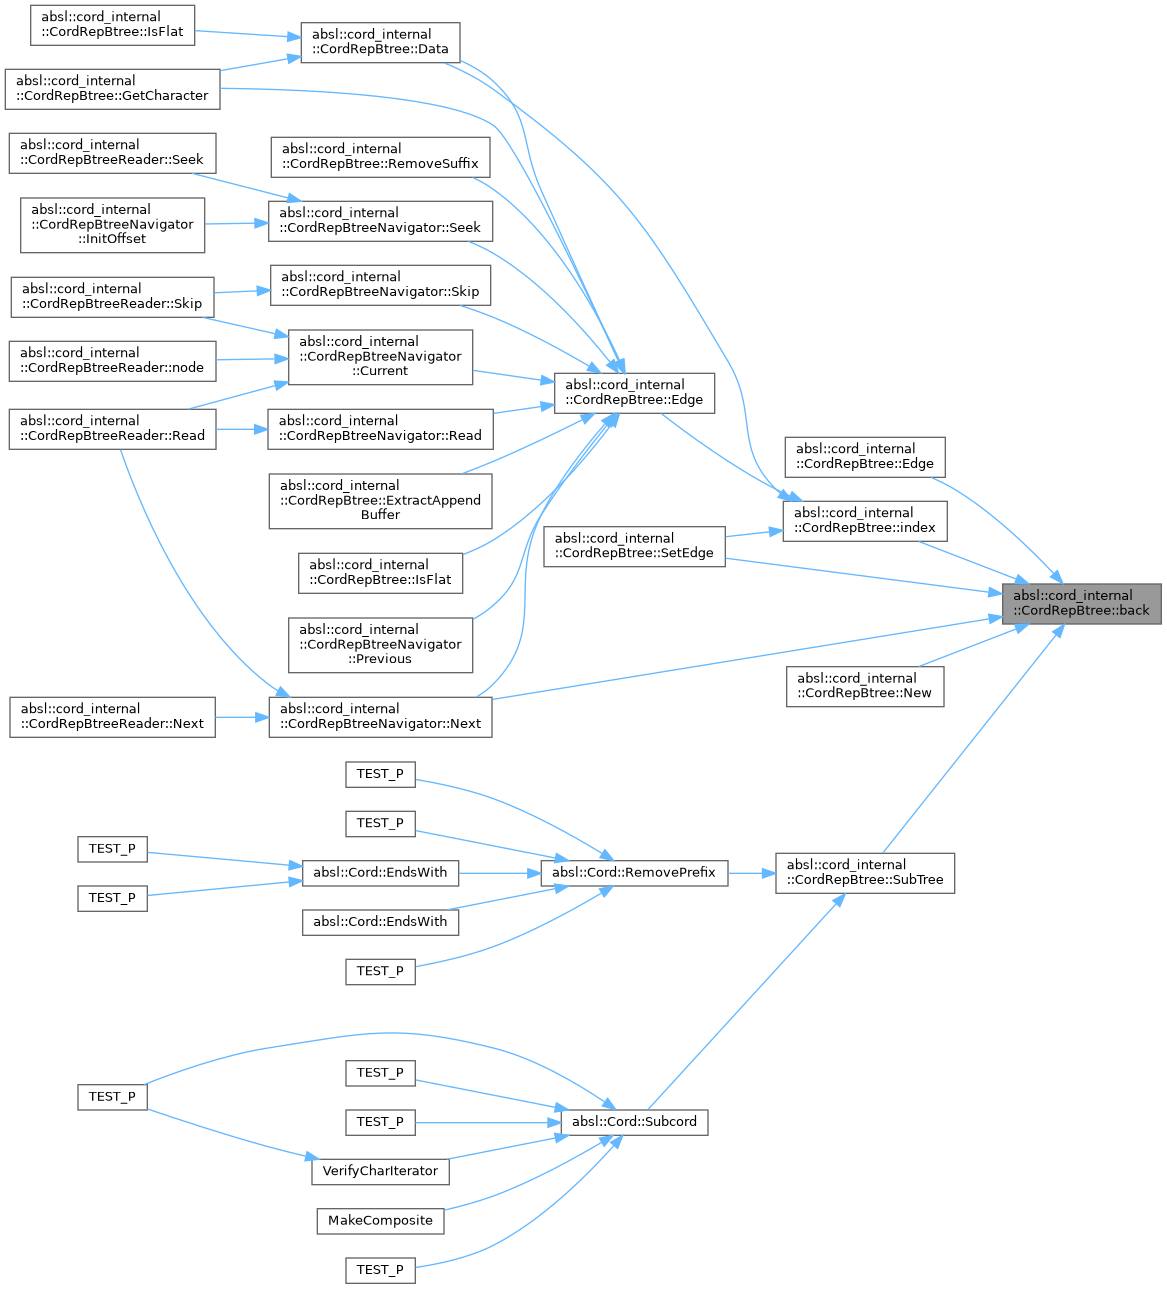 absl::cord_internal
::CordRepBtree::IsFlat
absl::cord_internal
::CordRepBtree::Data
absl::cord_internal
::CordRepBtree::GetCharacter
absl::cord_internal
::CordRepBtreeReader::Seek
absl::cord_internal
::CordRepBtree::RemoveSuffix
absl::cord_internal
::CordRepBtreeNavigator
::InitOffset
absl::cord_internal
::CordRepBtreeNavigator::Seek
absl::cord_internal
::CordRepBtreeReader::Skip
absl::cord_internal
::CordRepBtreeNavigator::Skip
absl::cord_internal
::CordRepBtreeReader::node
absl::cord_internal
::CordRepBtreeNavigator
::Current
absl::cord_internal
::CordRepBtree::Edge
absl::cord_internal
::CordRepBtreeReader::Read
absl::cord_internal
::CordRepBtreeNavigator::Read
absl::cord_internal
::CordRepBtree::Edge
absl::cord_internal
::CordRepBtree::ExtractAppend
Buffer
absl::cord_internal
::CordRepBtree::index
absl::cord_internal
::CordRepBtree::SetEdge
absl::cord_internal
::CordRepBtree::IsFlat
absl::cord_internal
::CordRepBtree::back
absl::cord_internal
::CordRepBtreeNavigator
::Previous
absl::cord_internal
::CordRepBtree::New
absl::cord_internal
::CordRepBtreeReader::Next
absl::cord_internal
::CordRepBtreeNavigator::Next
TEST_P
TEST_P
TEST_P
absl::Cord::EndsWith
absl::Cord::RemovePrefix
absl::cord_internal
::CordRepBtree::SubTree
TEST_P
absl::Cord::EndsWith
TEST_P
TEST_P
TEST_P
TEST_P
absl::Cord::Subcord
VerifyCharIterator
MakeComposite
TEST_P